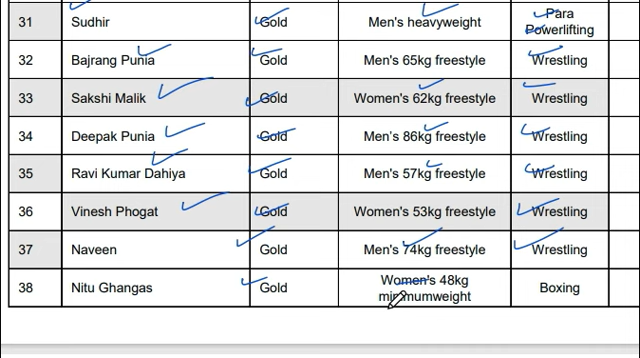 31 Sudhir Gold Men's heavyweight Para Powerlifting
32 Bajrang Punia Gold Men's 65kg freestyle Wrestling
33 Sakshi Malik Gold Women's 62kg freestyle Wrestling
34 Deepak Punia Gold Men's 86kg freestyle Wrestling
35 Ravi Kumar Dahiya Gold Men's 57kg freestyle Wrestling
36 Vinesh Phogat Gold Women's 53kg freestyle Wrestling
37 Naveen Gold Men's 74kg freestyle Wrestling
38 Nitu Ghangas Gold Women's 48kg minimumweight Boxing